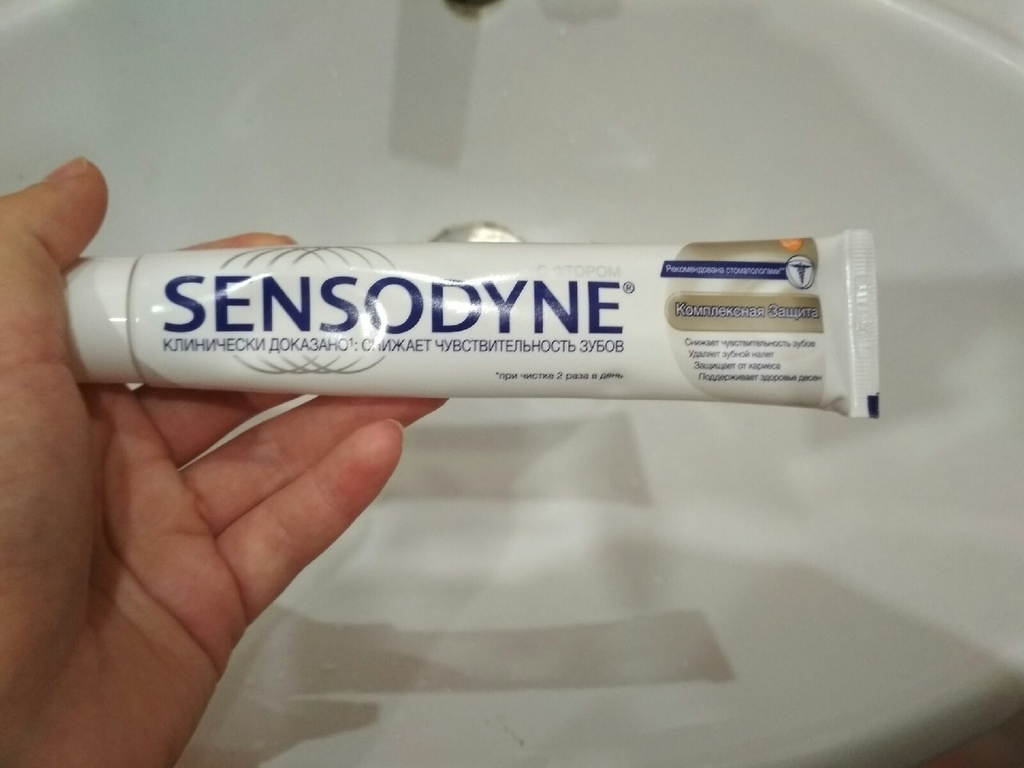 С ФТОРОМ
SENSODYNE®
КЛИНИЧЕСКИ ДОКАЗАНО¹: СНИЖАЕТ ЧУВСТВИТЕЛЬНОСТЬ ЗУБОВ
*при чистке 2 раза в день
Рекомендована стоматологами**
Комплексная Защита
Снижает чувствительность зубов
Удаляет зубной налет
Защищает от кариеса
Поддерживает здоровье десен